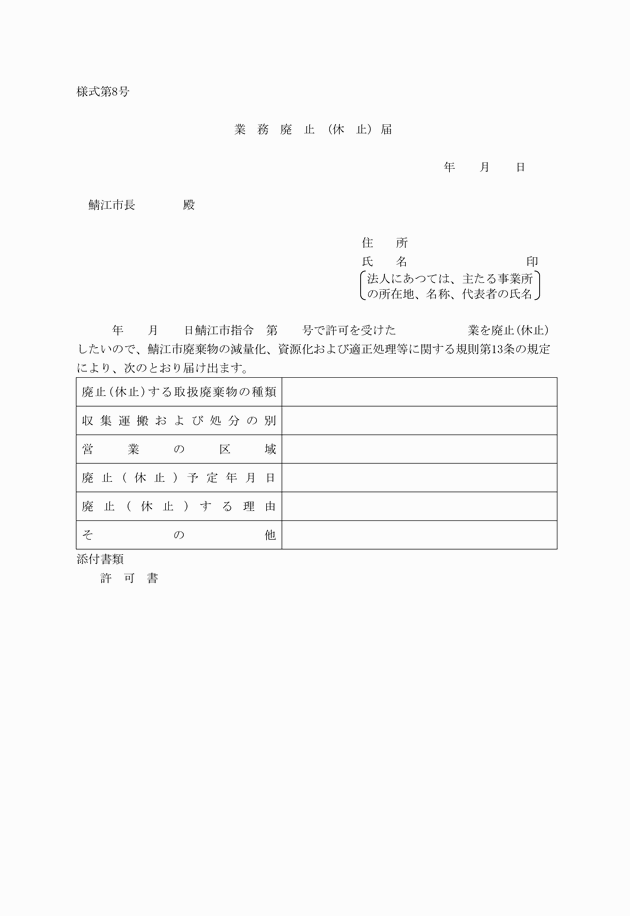 様式第8号
業　務　廃　止　(休　止)　届
年　　月　　日
鯖江市長　　　　殿
住　　所
氏　　名　　　　　　　　　　印
法人にあつては、主たる事業所
の所在地、名称、代表者の氏名
年　　月　　日鯖江市指令　第　　号で許可を受けた　　　　　　業を廃止(休止)
したいので、鯖江市廃棄物の減量化、資源化および適正処理等に関する規則第13条の規定
により、次のとおり届け出ます。
廃止(休止)する取扱廃棄物の種類
収集運搬および処分の別
営業の区域
廃止(休止)予定年月日
廃止(休止)する理由
その他
添付書類
許　可　書